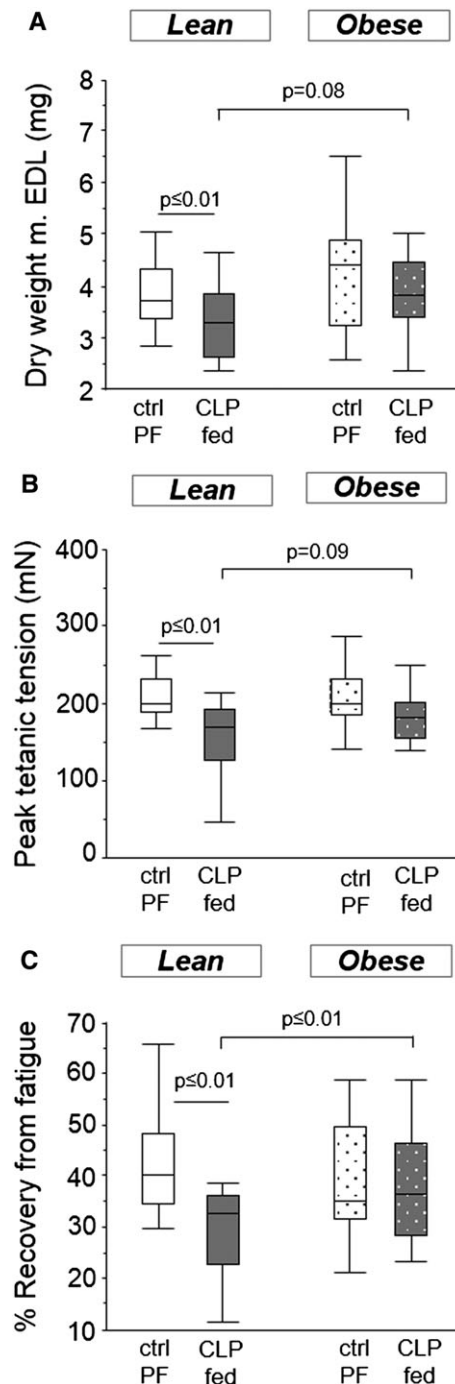 A
Lean Obese
Dry weight m. EDL (mg)
8
7
6
5
4
3
2
p=0.08
p≤0.01
ctrl CLP ctrl CLP
PF fed PF fed
B
Lean Obese
Peak tetanic tension (mN)
400
300
200
100
0
p=0.09
p≤0.01
ctrl CLP ctrl CLP
PF fed PF fed
C
Lean Obese
% Recovery from fatigue
70
60
50
40
30
20
10
p≤0.01
p≤0.01
ctrl CLP ctrl CLP
PF fed PF fed